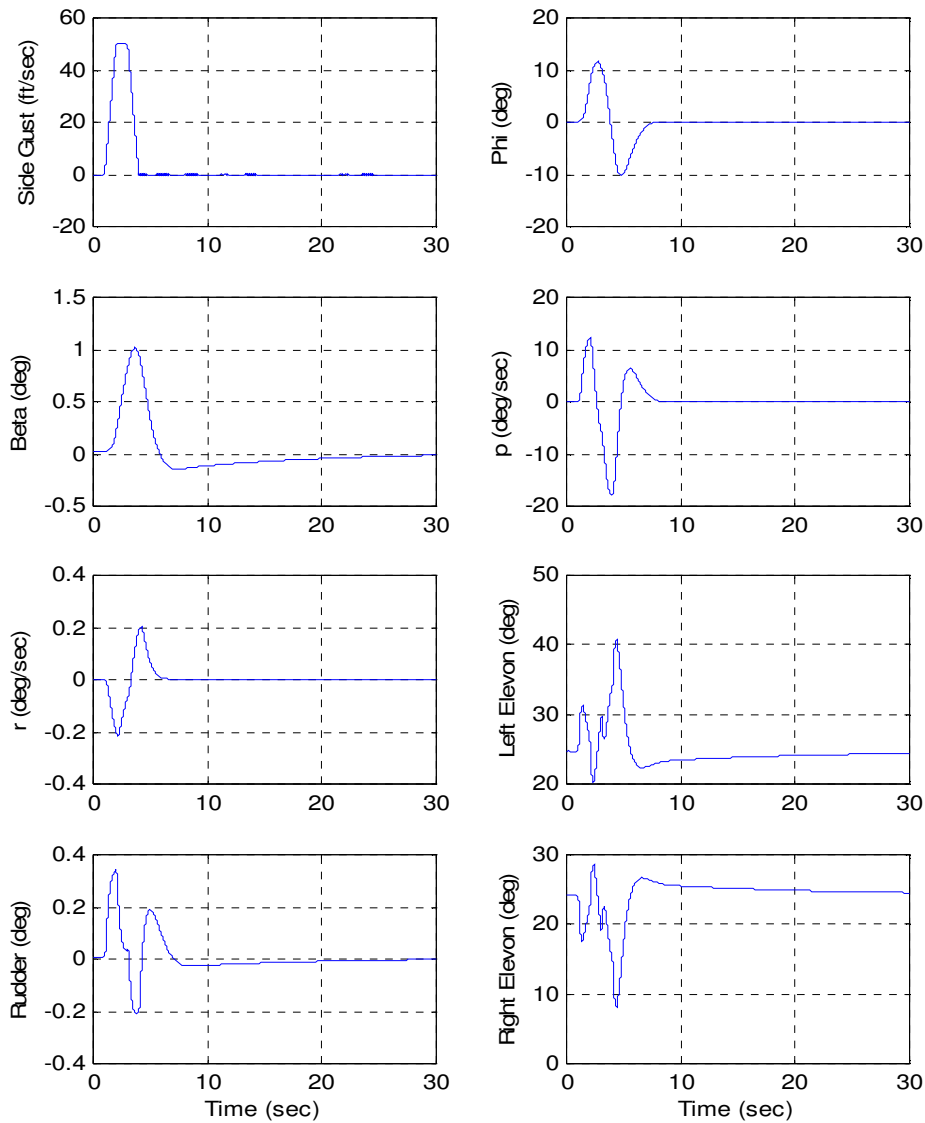 60
40
20
0
-20
Side Gust (ft/sec)
0 10 20 30
20
10
0
-10
-20
Phi (deg)
0 10 20 30
1.5
1
0.5
0
-0.5
Beta (deg)
0 10 20 30
20
10
0
-10
-20
p (deg/sec)
0 10 20 30
0.4
0.2
0
-0.2
-0.4
r (deg/sec)
0 10 20 30
50
40
30
20
Left Elevon (deg)
0 10 20 30
0.4
0.2
0
-0.2
-0.4
Rudder (deg)
0 10 20 30
Time (sec)
30
20
10
0
Right Elevon (deg)
0 10 20 30
Time (sec)